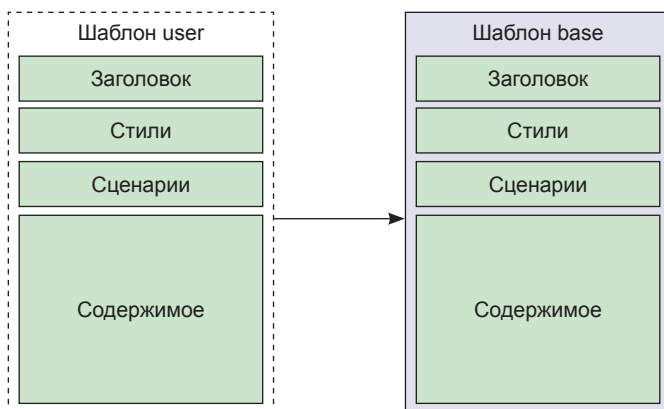 Шаблон user
Заголовок
Стили
Сценарии
Содержимое
Шаблон base
Заголовок
Стили
Сценарии
Содержимое